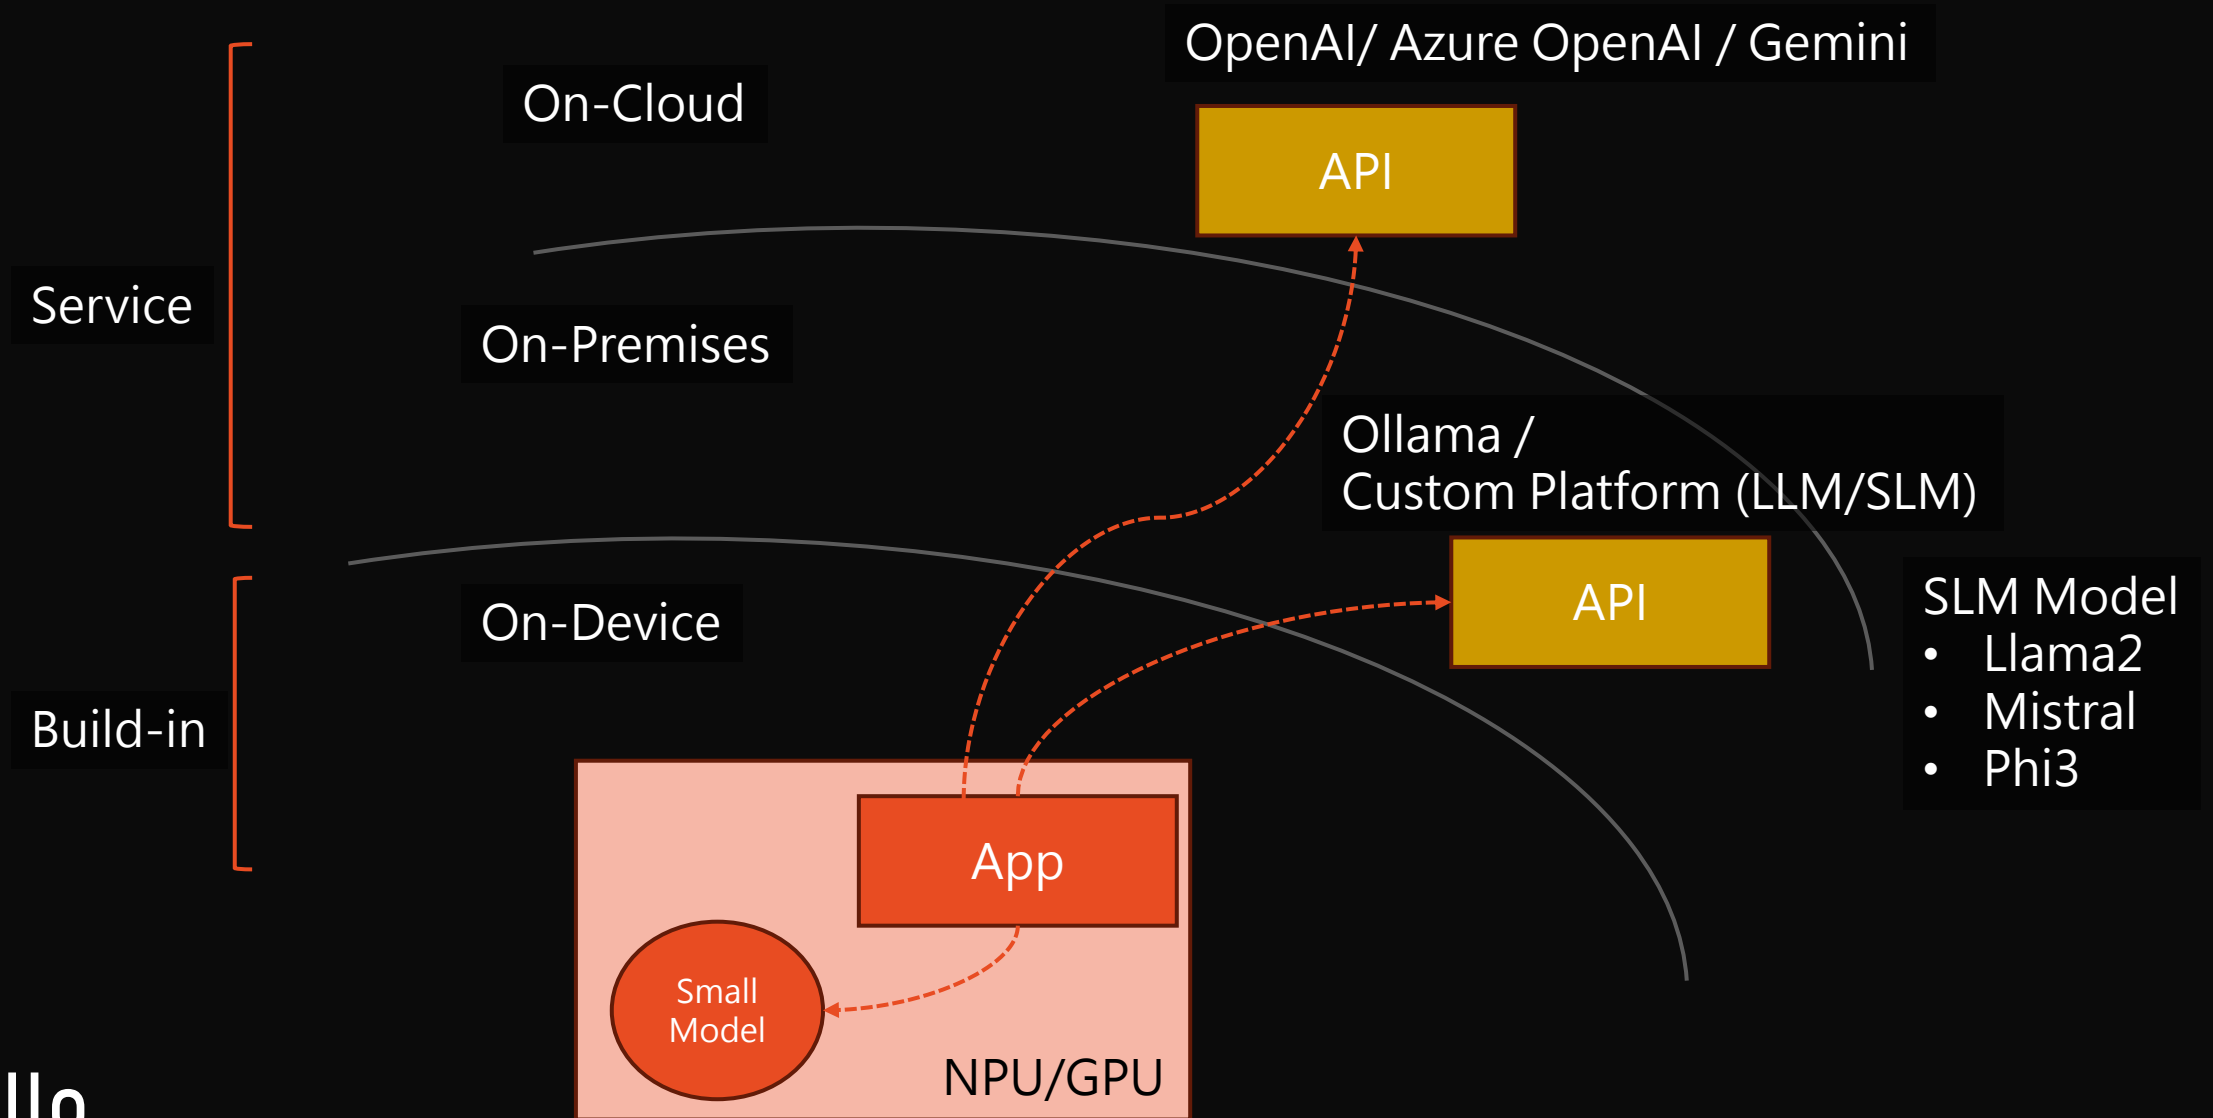 OpenAI/ Azure OpenAI / Gemini
On-Cloud
API
Service
On-Premises
Ollama /
Custom Platform (LLM/SLM)
API
On-Device
SLM Model
• Llama2
• Mistral
• Phi3
Build-in
App
Small
Model
NPU/GPU